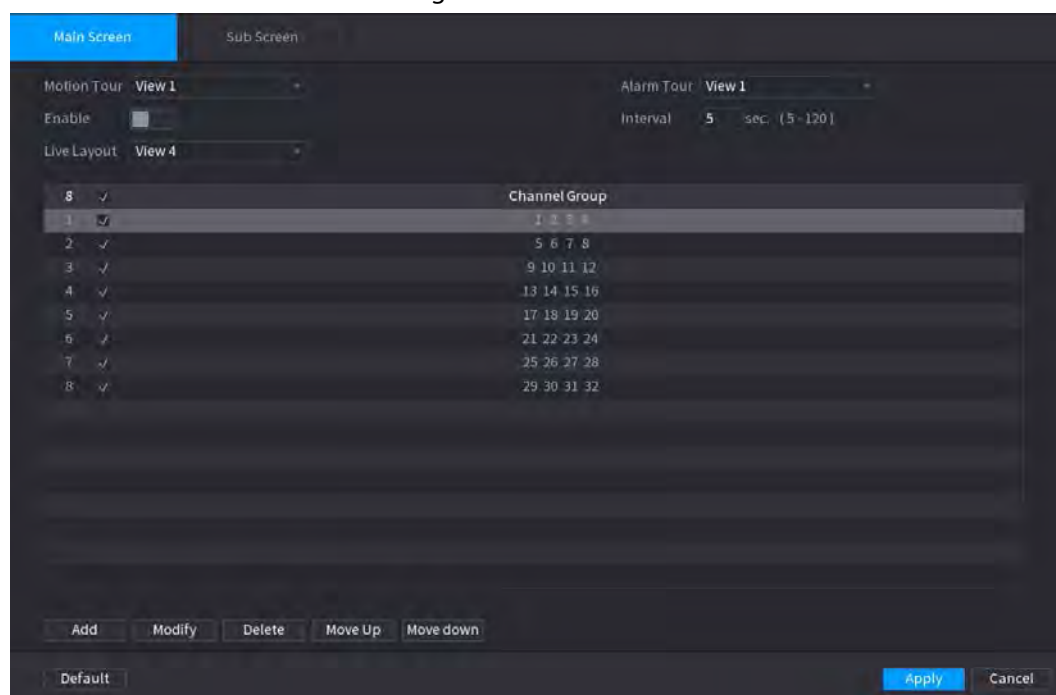 Main Screen Sub Screen
Motion Tour View 1 Alarm Tour View 1
Enable Interval 5 sec. (5-120)
Live Layout View 4
8 Channel Group
1 1 2 3 4
2 5 6 7 8
3 9 10 11 12
4 13 14 15 16
5 17 18 19 20
6 21 22 23 24
7 25 26 27 28
8 29 30 31 32
Add Modify Delete Move Up Move down
Default Apply Cancel